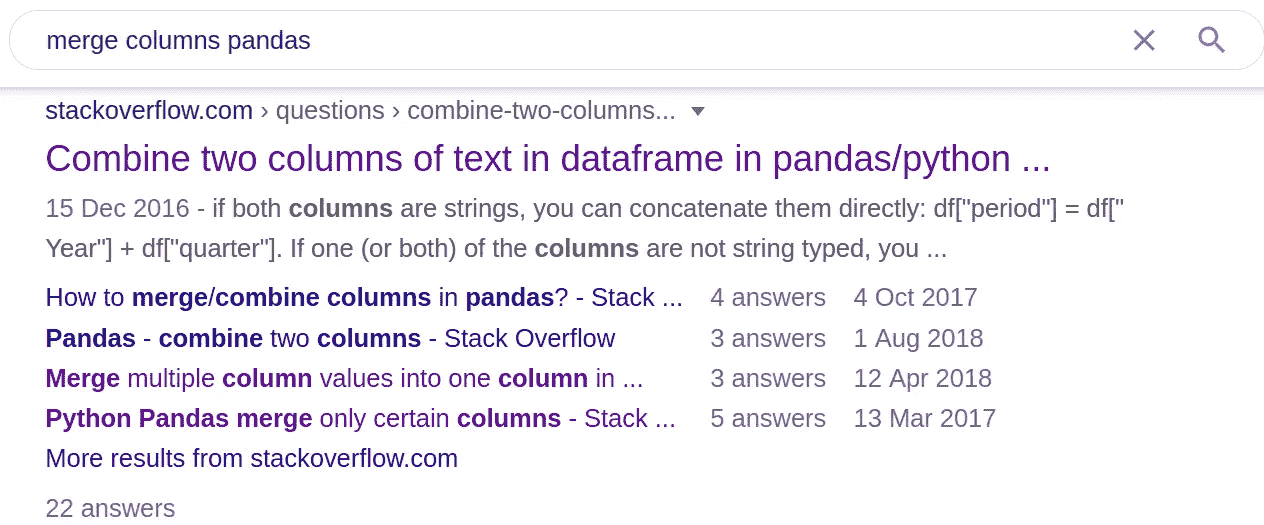 merge columns pandas
stackoverflow.com › questions › combine-two-columns...
Combine two columns of text in dataframe in pandas/python ...
15 Dec 2016 - if both columns are strings, you can concatenate them directly: df["period"] = df["
Year"] + df["quarter"]. If one (or both) of the columns are not string typed, you ...
How to merge/combine columns in pandas? - Stack ... 4 answers 4 Oct 2017
Pandas - combine two columns - Stack Overflow 3 answers 1 Aug 2018
Merge multiple column values into one column in ... 3 answers 12 Apr 2018
Python Pandas merge only certain columns - Stack ... 5 answers 13 Mar 2017
More results from stackoverflow.com
22 answers